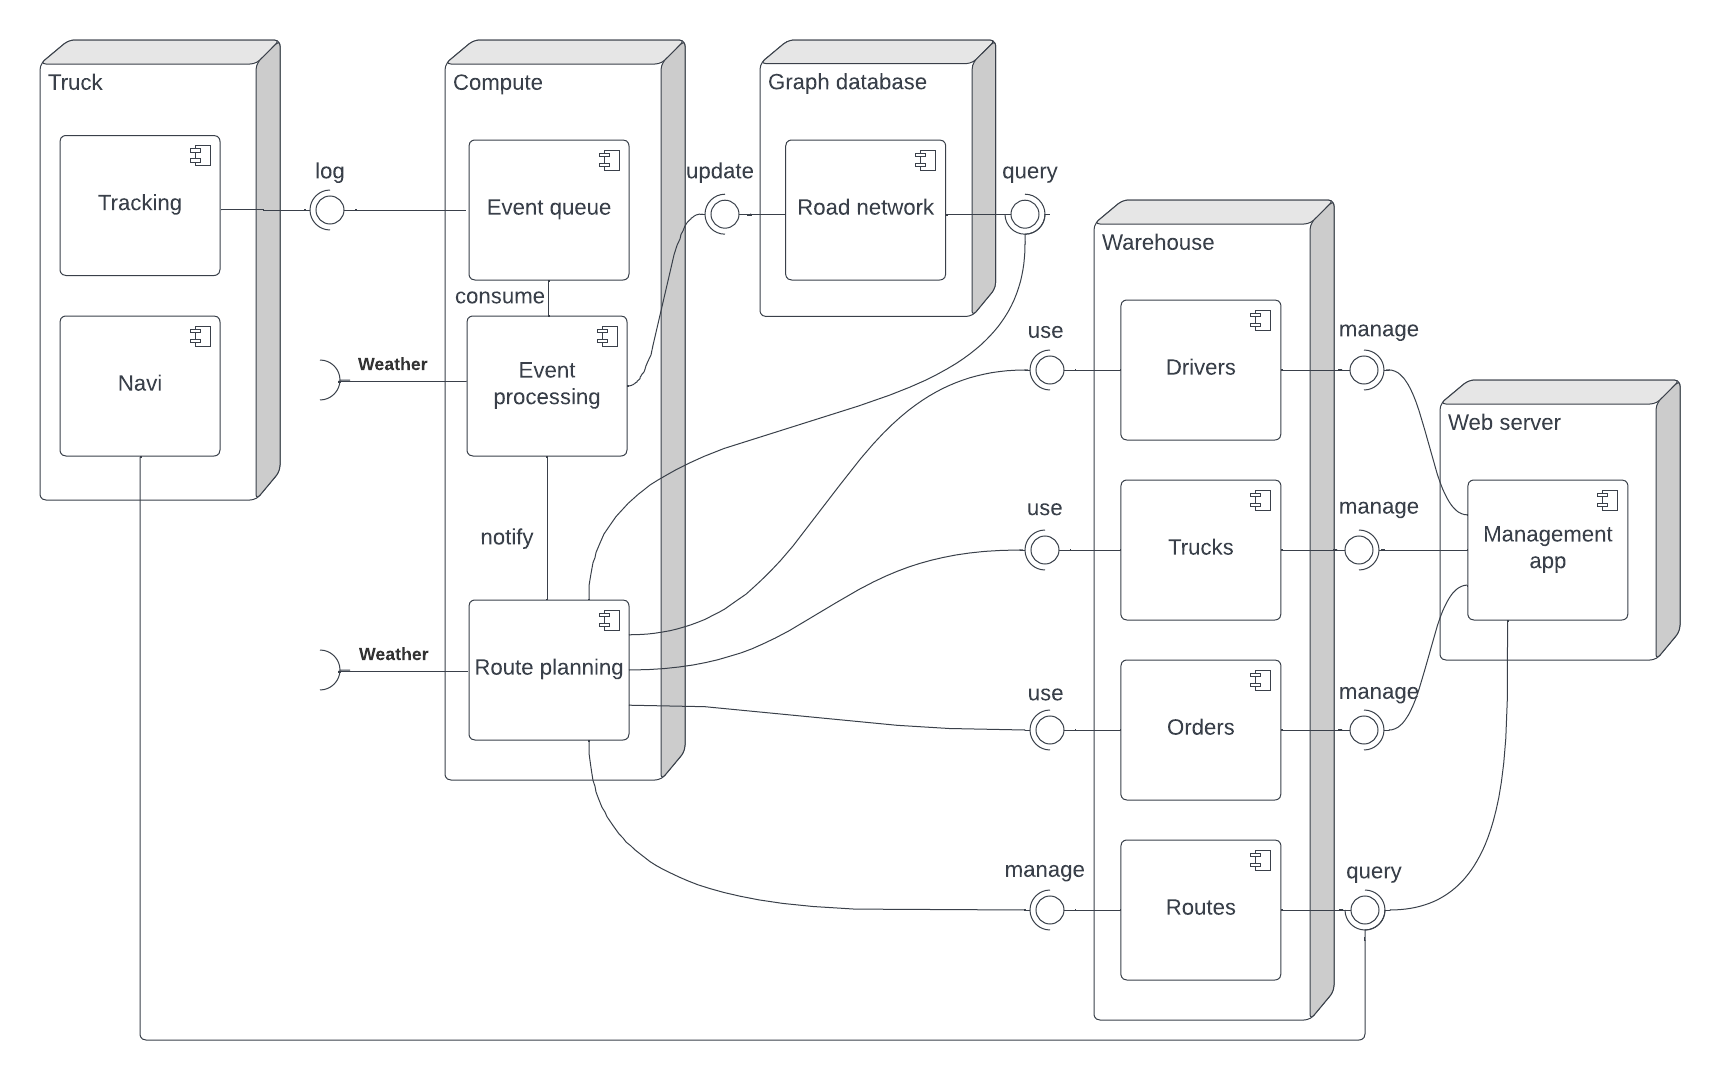 Truck
Compute
Graph database
log
update
query
Tracking
Event queue
Road network
Warehouse
consume
use
manage
Weather
Event
processing
Drivers
Navi
Web server
use
manage
notify
Trucks
Management
app
Weather
Route planning
use
manage
Orders
manage
query
Routes